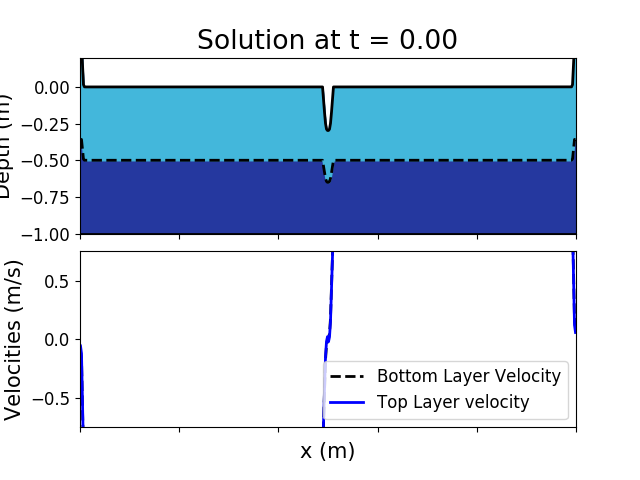 Solution at t = 0.00
Depth (m)
0.00
−0.25
−0.50
−0.75
−1.00
Velocities (m/s)
0.5
0.0
−0.5
Bottom Layer Velocity
Top Layer velocity
x (m)